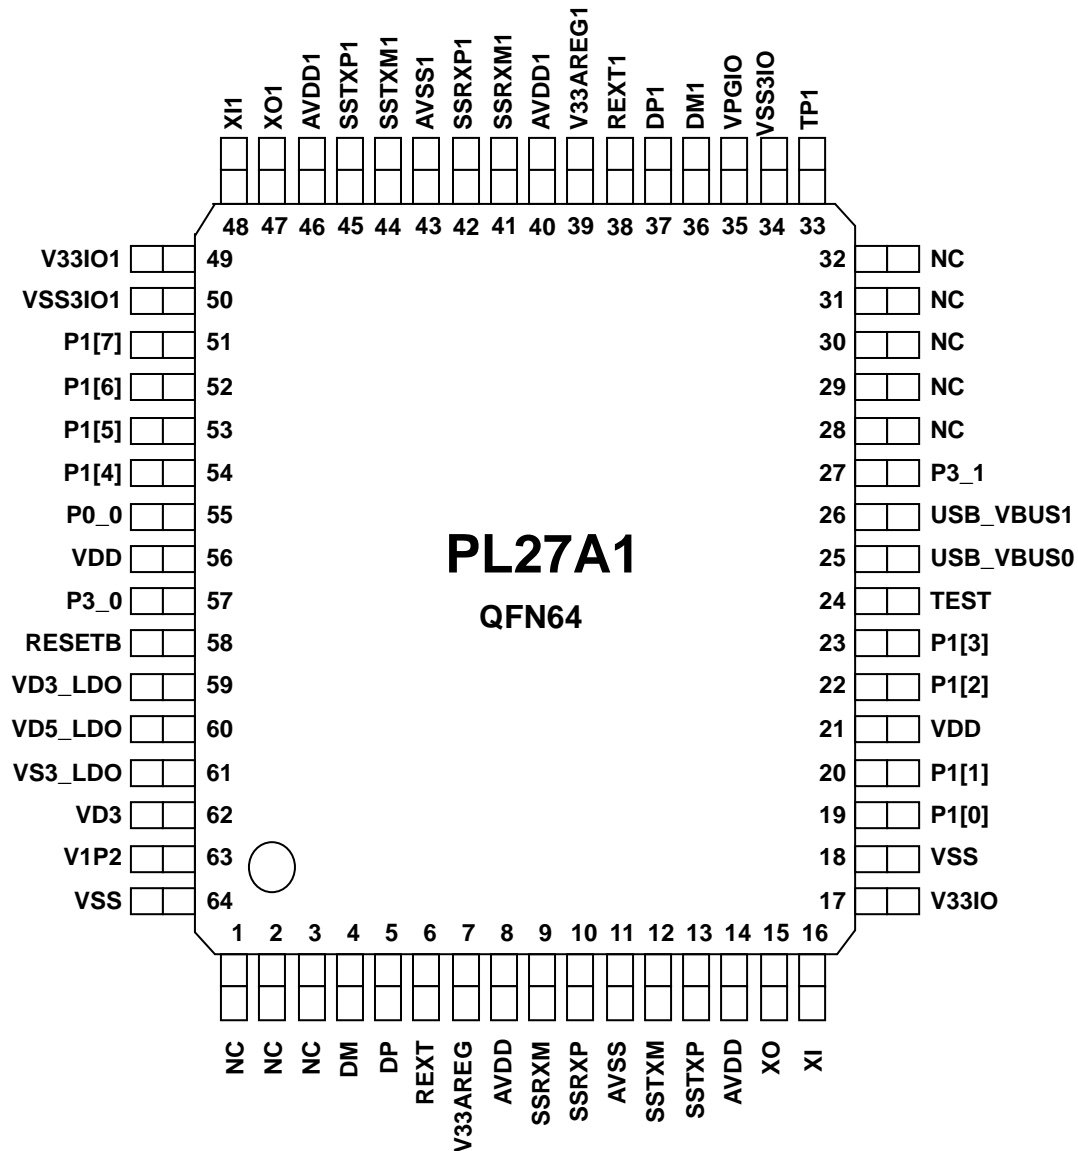 XI1
XO1
AVDD1
SSTXP1
SSTXM1
AVSS1
SSRXP1
SSRXM1
AVDD1
V33AREG1
REXT1
DP1
DM1
VPGIO
VSS3IO
TP1
48 47 46 45 44 43 42 41 40 39 38 37 36 35 34 33
V33IO1 49
VSS3IO1 50
P1[7] 51
P1[6] 52
P1[5] 53
P1[4] 54
P0_0 55
VDD 56
P3_0 57
RESETB 58
VD3_LDO 59
VD5_LDO 60
VS3_LDO 61
VD3 62
V1P2 63
VSS 64
PL27A1
QFN64
32 NC
31 NC
30 NC
29 NC
28 NC
27 P3_1
26 USB_VBUS1
25 USB_VBUS0
24 TEST
23 P1[3]
22 P1[2]
21 VDD
20 P1[1]
19 P1[0]
18 VSS
17 V33IO
1 2 3 4 5 6 7 8 9 10 11 12 13 14 15 16
NC
NC
NC
DM
DP
REXT
V33AREG
AVDD
SSRXM
SSRXP
AVSS
SSTXM
SSTXP
AVDD
XO
XI